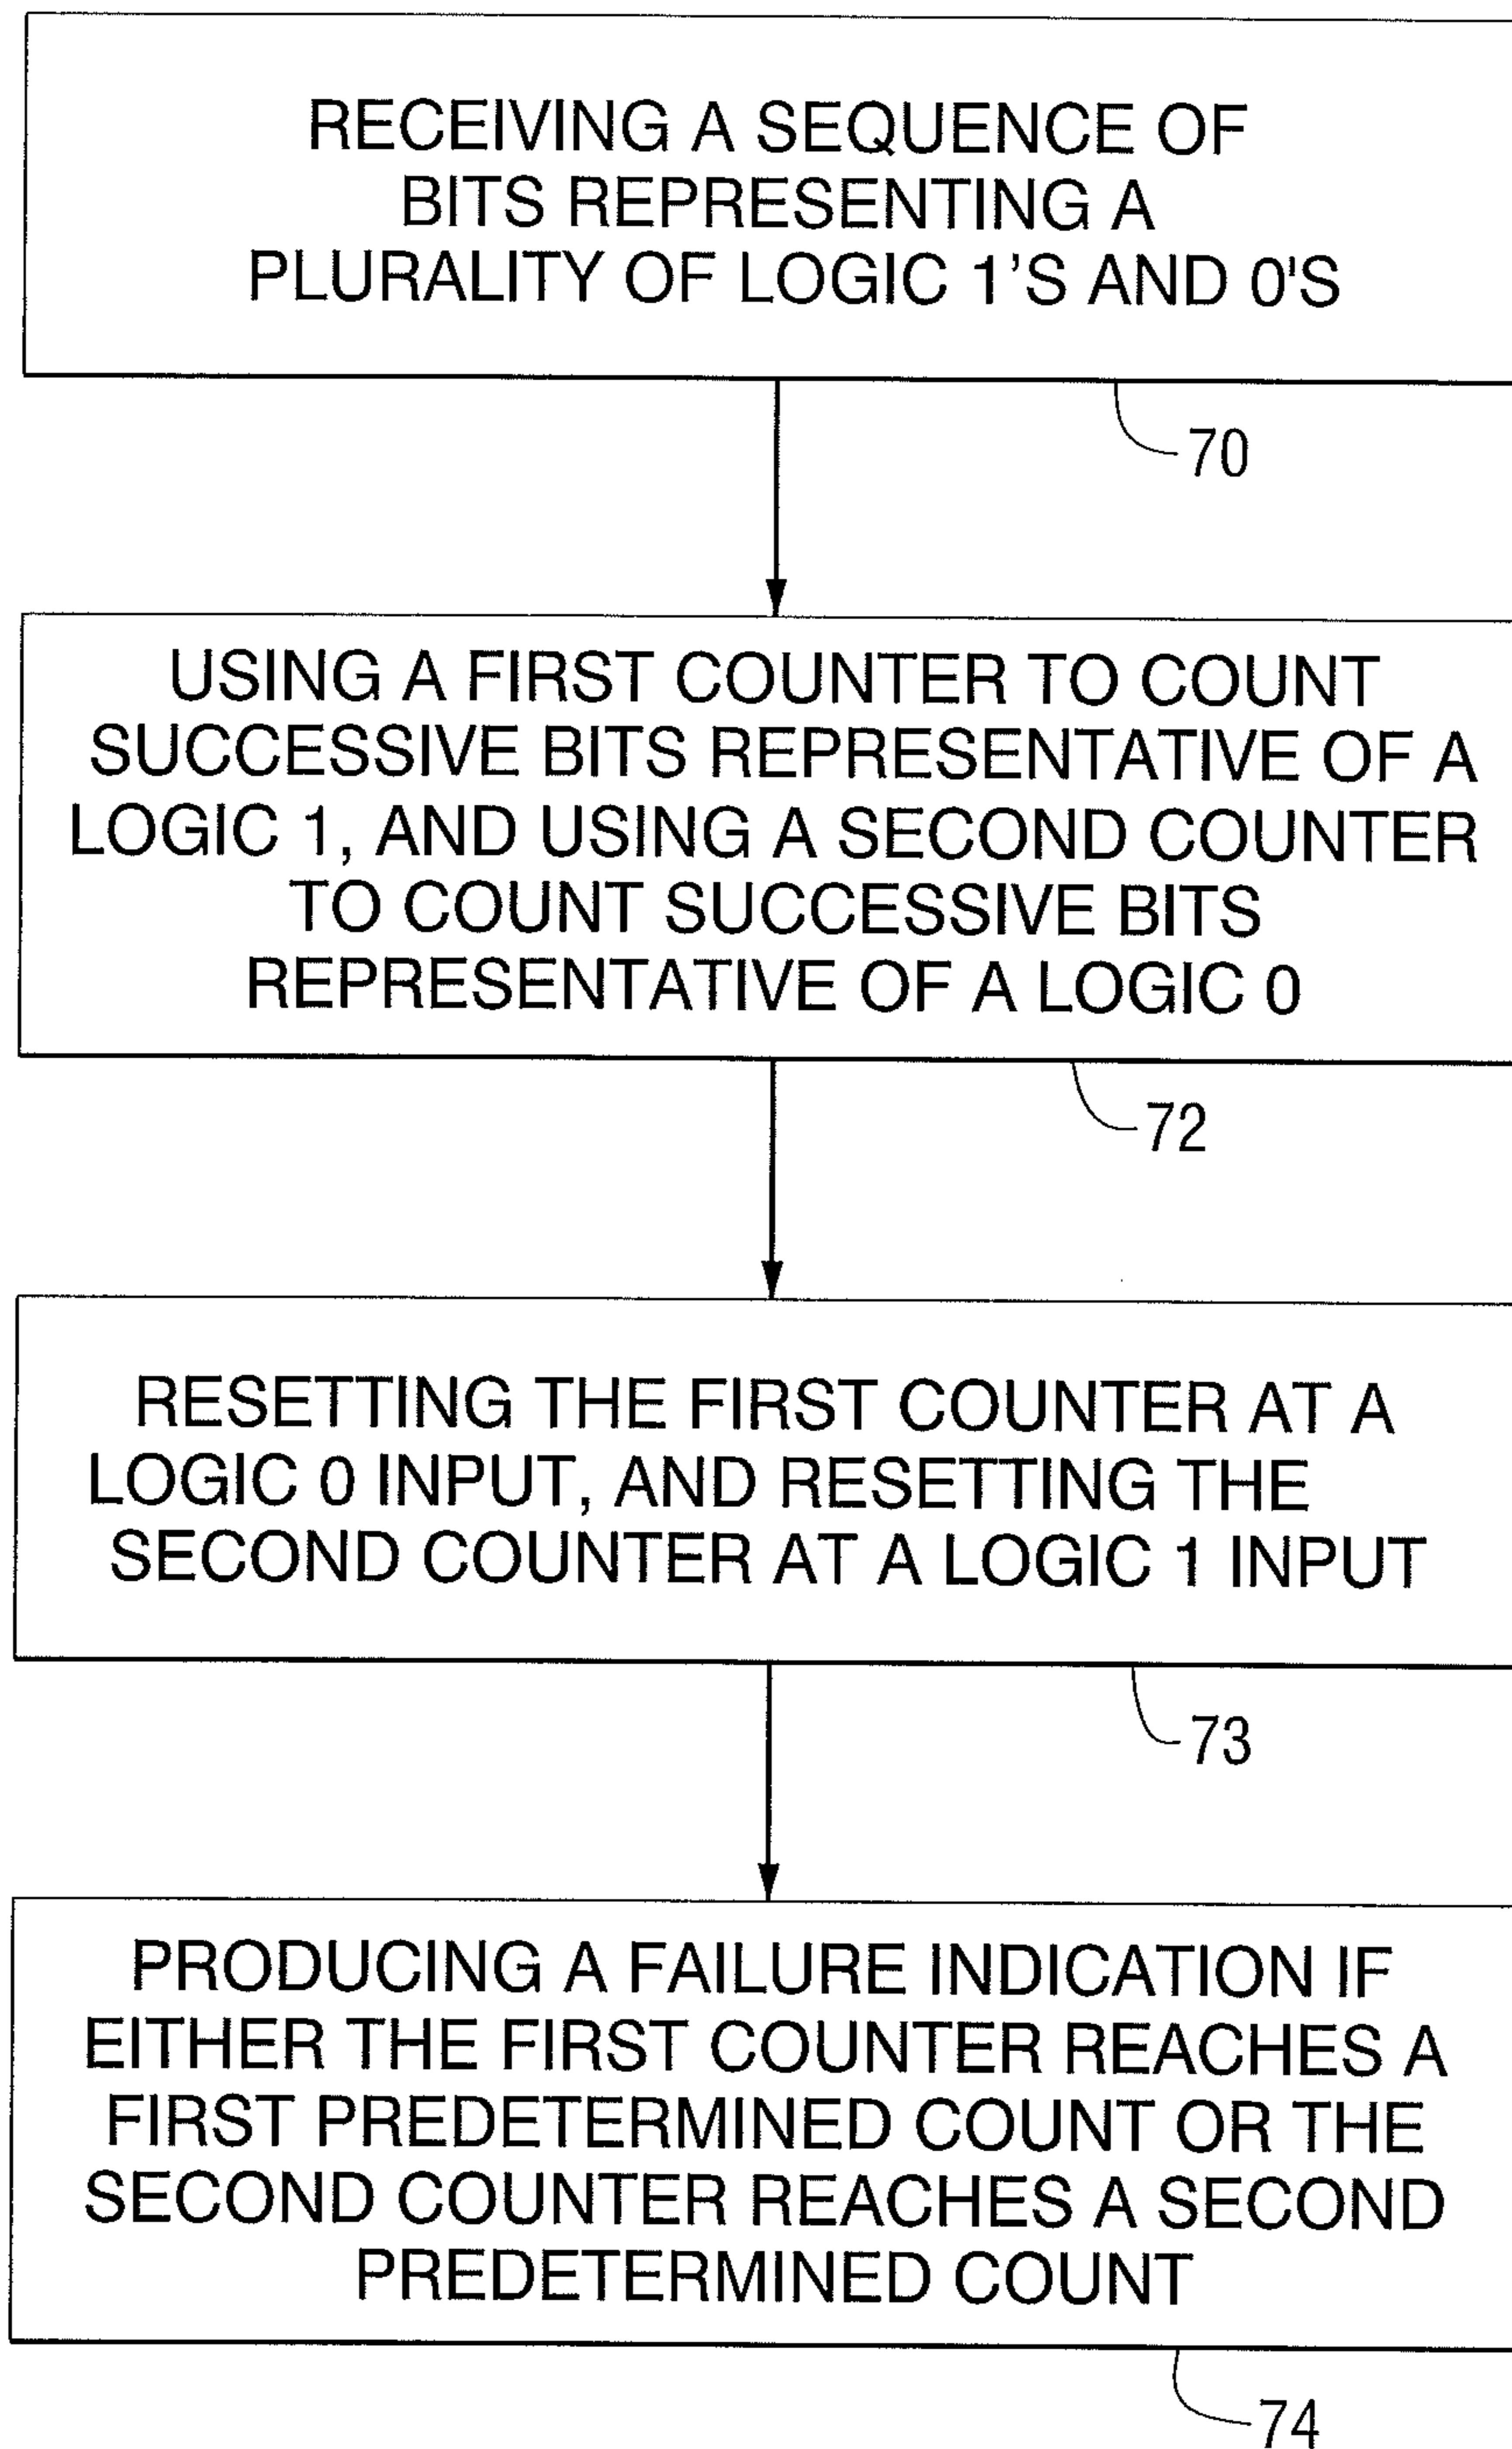 RECEIVING A SEQUENCE OF
BITS REPRESENTING A
PLURALITY OF LOGIC 1’S AND 0'S
70
USING A FIRST COUNTER TO COUNT
SUCCESSIVE BITS REPRESENTATIVE OF A
LOGIC 1, AND USING A SECOND COUNTER
TO COUNT SUCCESSIVE BITS
REPRESENTATIVE OF A LOGIC 0
72
RESETTING THE FIRST COUNTER AT A
LOGIC 0 INPUT, AND RESETTING THE
SECOND COUNTER AT A LOGIC 1 INPUT
73
PRODUCING A FAILURE INDICATION IF
EITHER THE FIRST COUNTER REACHES A
FIRST PREDETERMINED COUNT OR THE
SECOND COUNTER REACHES A SECOND
PREDETERMINED COUNT
74